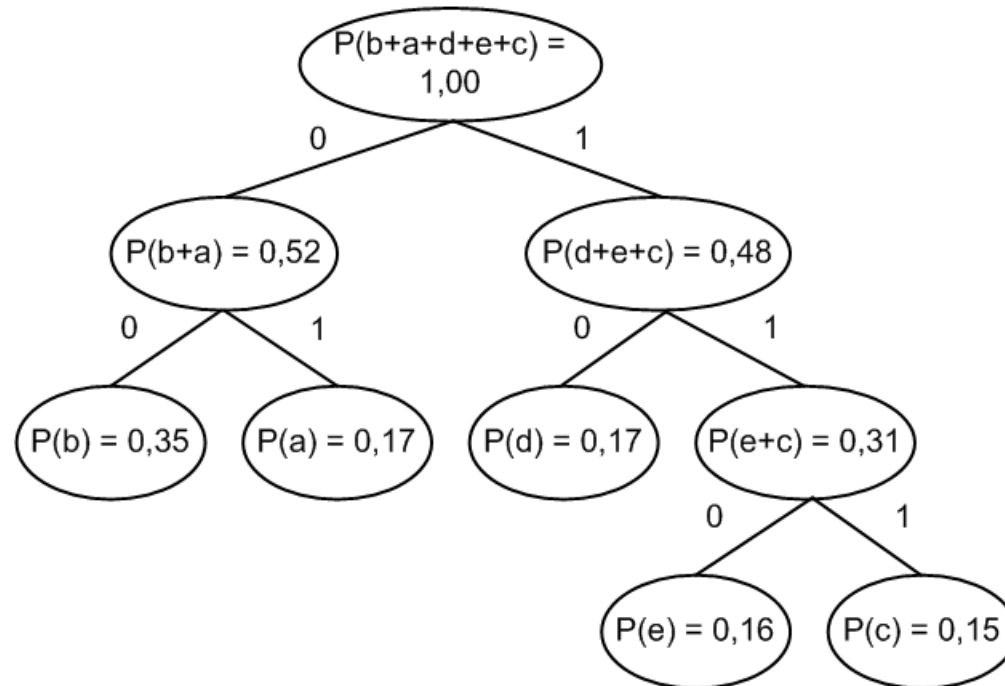 P(b+a+d+e+c) =
1,00
0
1
P(b+a) = 0,52
P(d+e+c) = 0,48
0
1
0
1
P(b) = 0,35
P(a) = 0,17
P(d) = 0,17
P(e+c) = 0,31
0
1
P(e) = 0,16
P(c) = 0,15